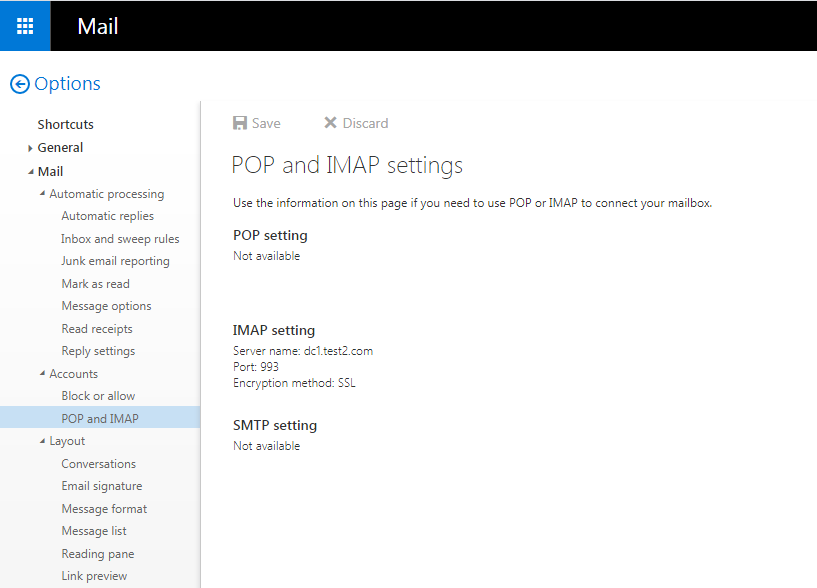 Mail
Options
Shortcuts
General
Mail
Automatic processing
Automatic replies
Inbox and sweep rules
Junk email reporting
Mark as read
Message options
Read receipts
Reply settings
Accounts
Block or allow
POP and IMAP
Layout
Conversations
Email signature
Message format
Message list
Reading pane
Link preview
Save Discard
POP and IMAP settings
Use the information on this page if you need to use POP or IMAP to connect your mailbox.
POP setting
Not available
IMAP setting
Server name: dc1.test2.com
Port: 993
Encryption method: SSL
SMTP setting
Not available